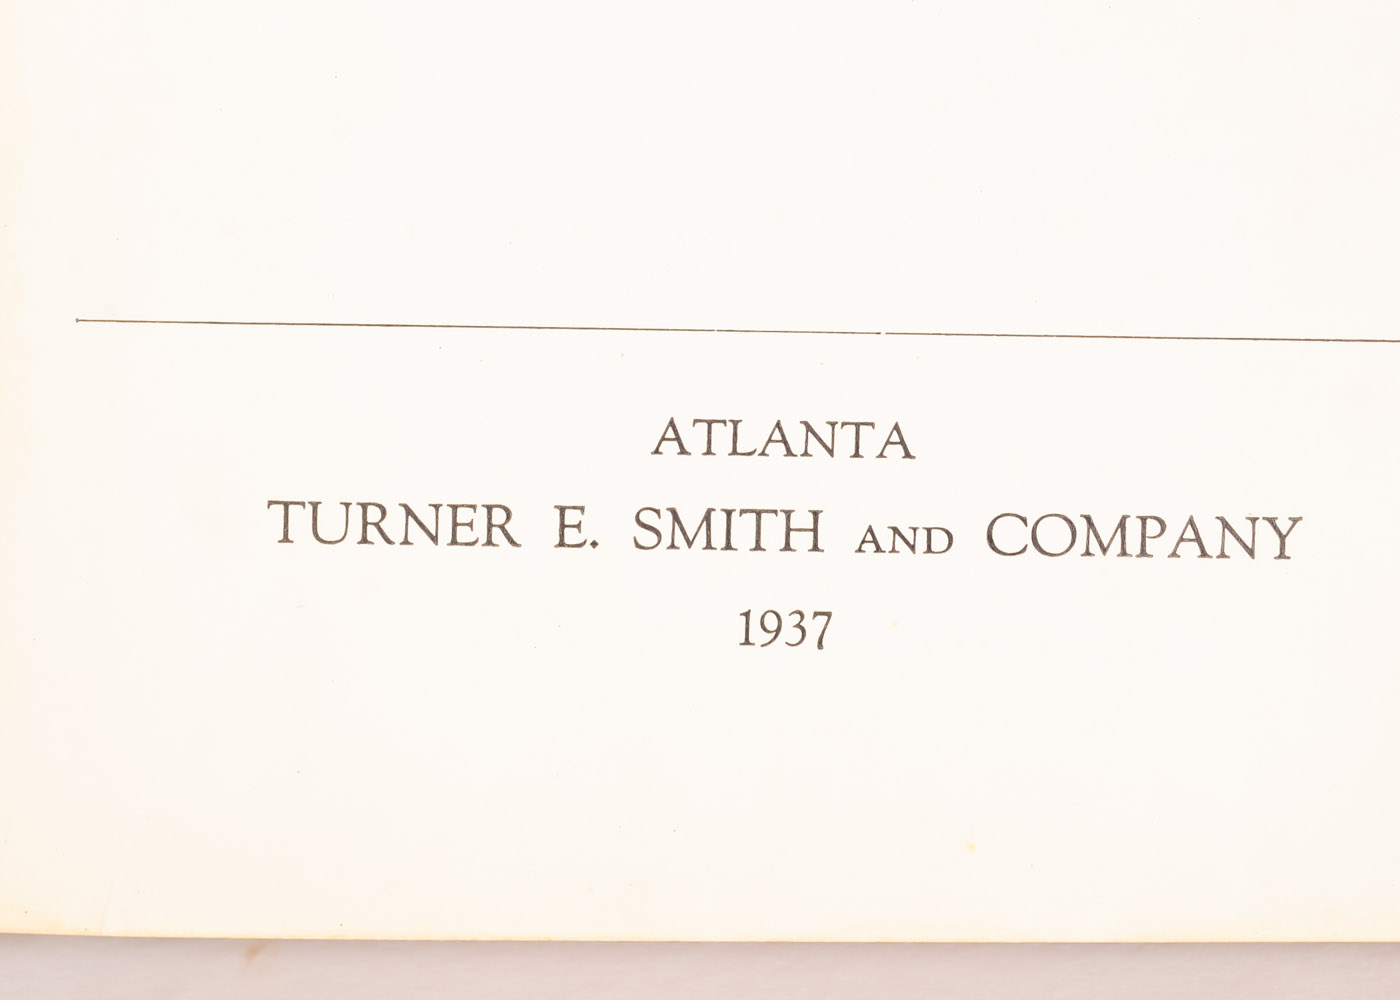 ATLANTA
TURNER E. SMITH AND COMPANY
1937